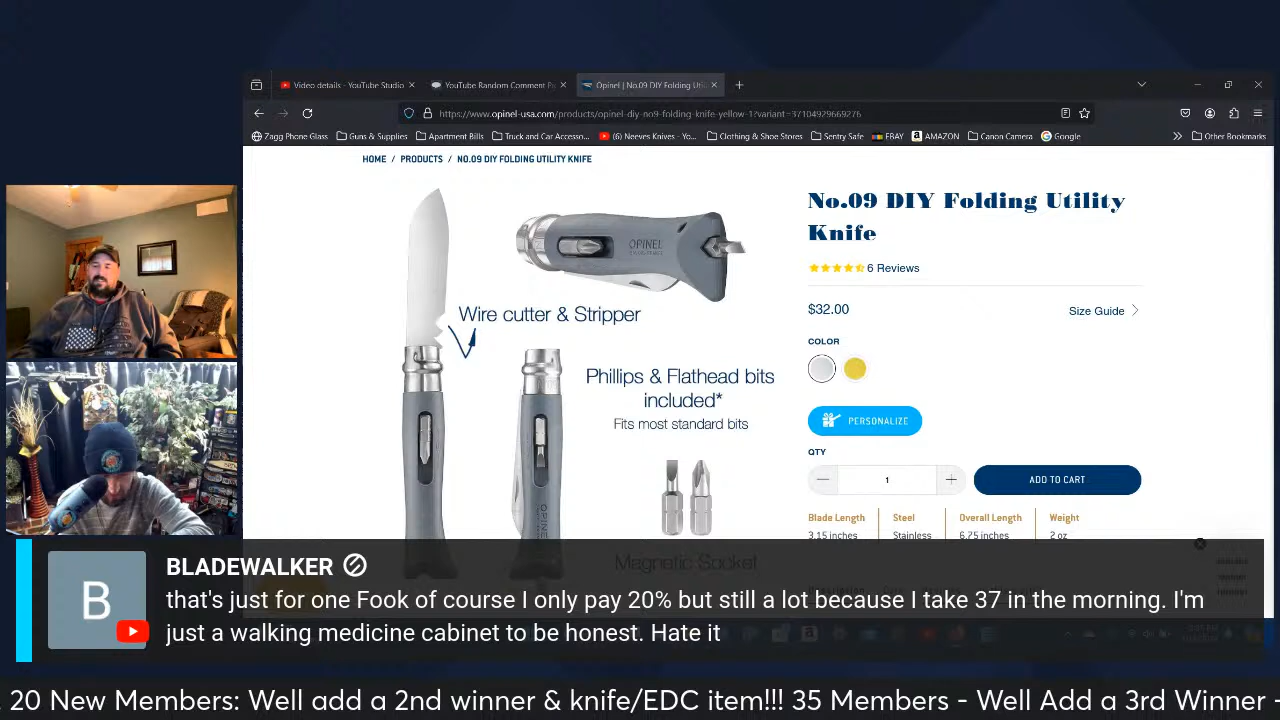 Video details - YouTube Studio
YouTube Random Comment P
Opinel | No.09 DIY Folding Util
https://www.opinel-usa.com/products/opinel-diy-no9-folding-knife-yellow-1?variant=37104929669276
Zagg Phone Glass
Guns & Supplies
Apartment Bills
Truck and Car Accesso...
(6) Neeves Knives - Yo...
Clothing & Shoe Stores
Sentry Safe
EBAY
AMAZON
Canon Camera
Google
Other Bookmarks
HOME / PRODUCTS / NO.09 DIY FOLDING UTILITY KNIFE
No.09 DIY Folding Utility
Knife
6 Reviews
$32.00
Size Guide
COLOR
PERSONALIZE
QTY
1
ADD TO CART
Blade Length
Steel
Overall Length
Weight
3.15 inches
Stainless
6.75 inches
2 oz
OPINEL
Wire cutter & Stripper
Phillips & Flathead bits
included*
Fits most standard bits
OPINEL
Magnetic Socket
B
BLADEWALKER
that's just for one Fook of course I only pay 20% but still a lot because I take 37 in the morning. I'm
just a walking medicine cabinet to be honest. Hate it
. 20 New Members: Well add a 2nd winner & knife/EDC item!!! 35 Members - Well Add a 3rd Winner -